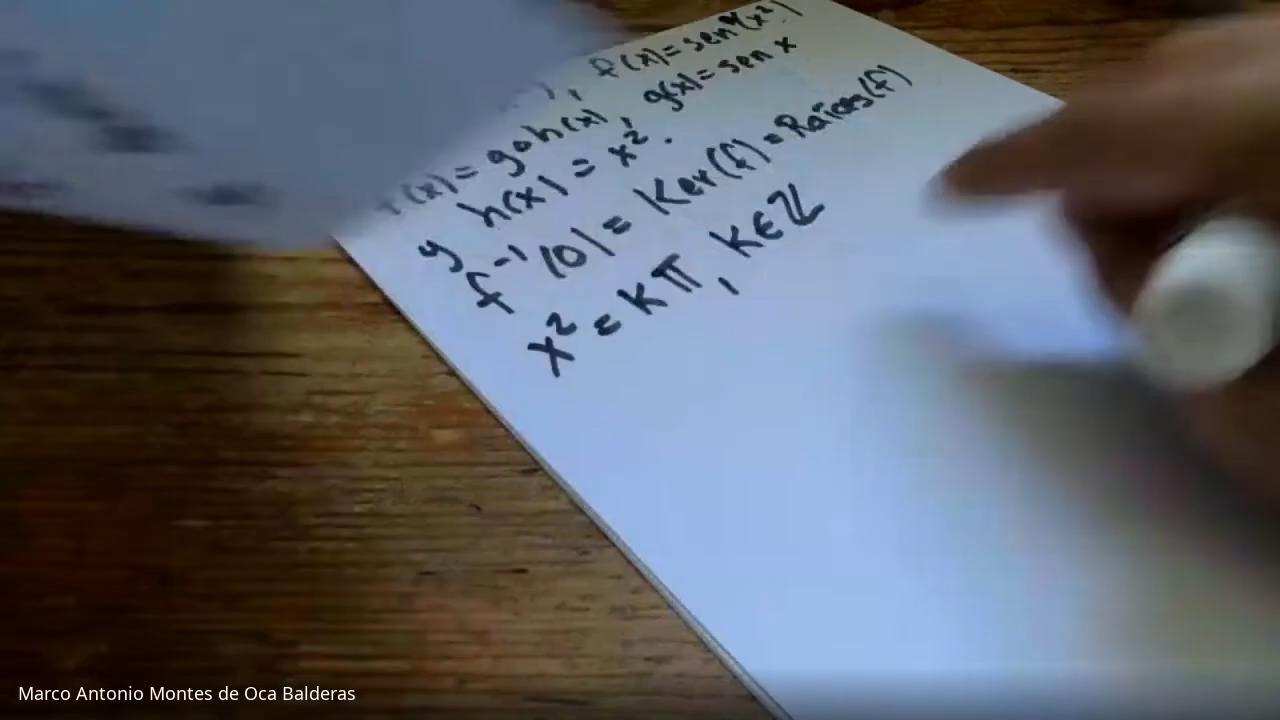 ), f(x)= sen(x²)
f(x)= g∘h(x), g(x)= sen x
y h(x) = x².
f⁻¹(0)= Ker(f)= Raíces(f)
x² = kπ, k∈ℤ
Marco Antonio Montes de Oca Balderas